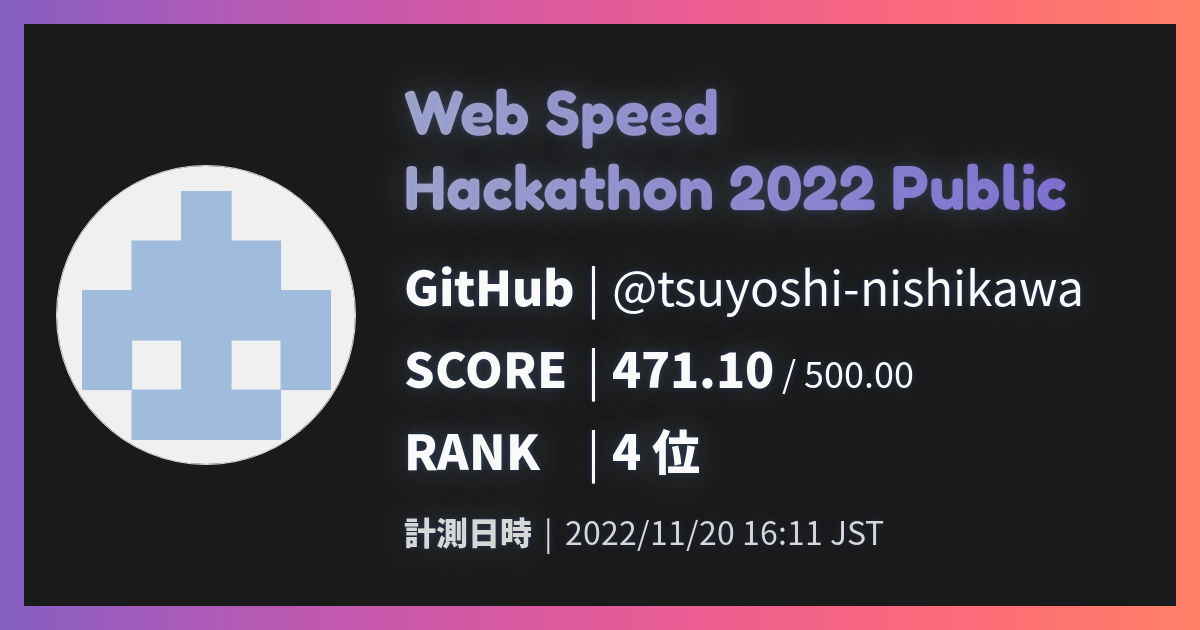 Web Speed
Hackathon 2022 Public
GitHub | @tsuyoshi-nishikawa
SCORE | 471.10 / 500.00
RANK | 4 位
計測日時 | 2022/11/20 16:11 JST